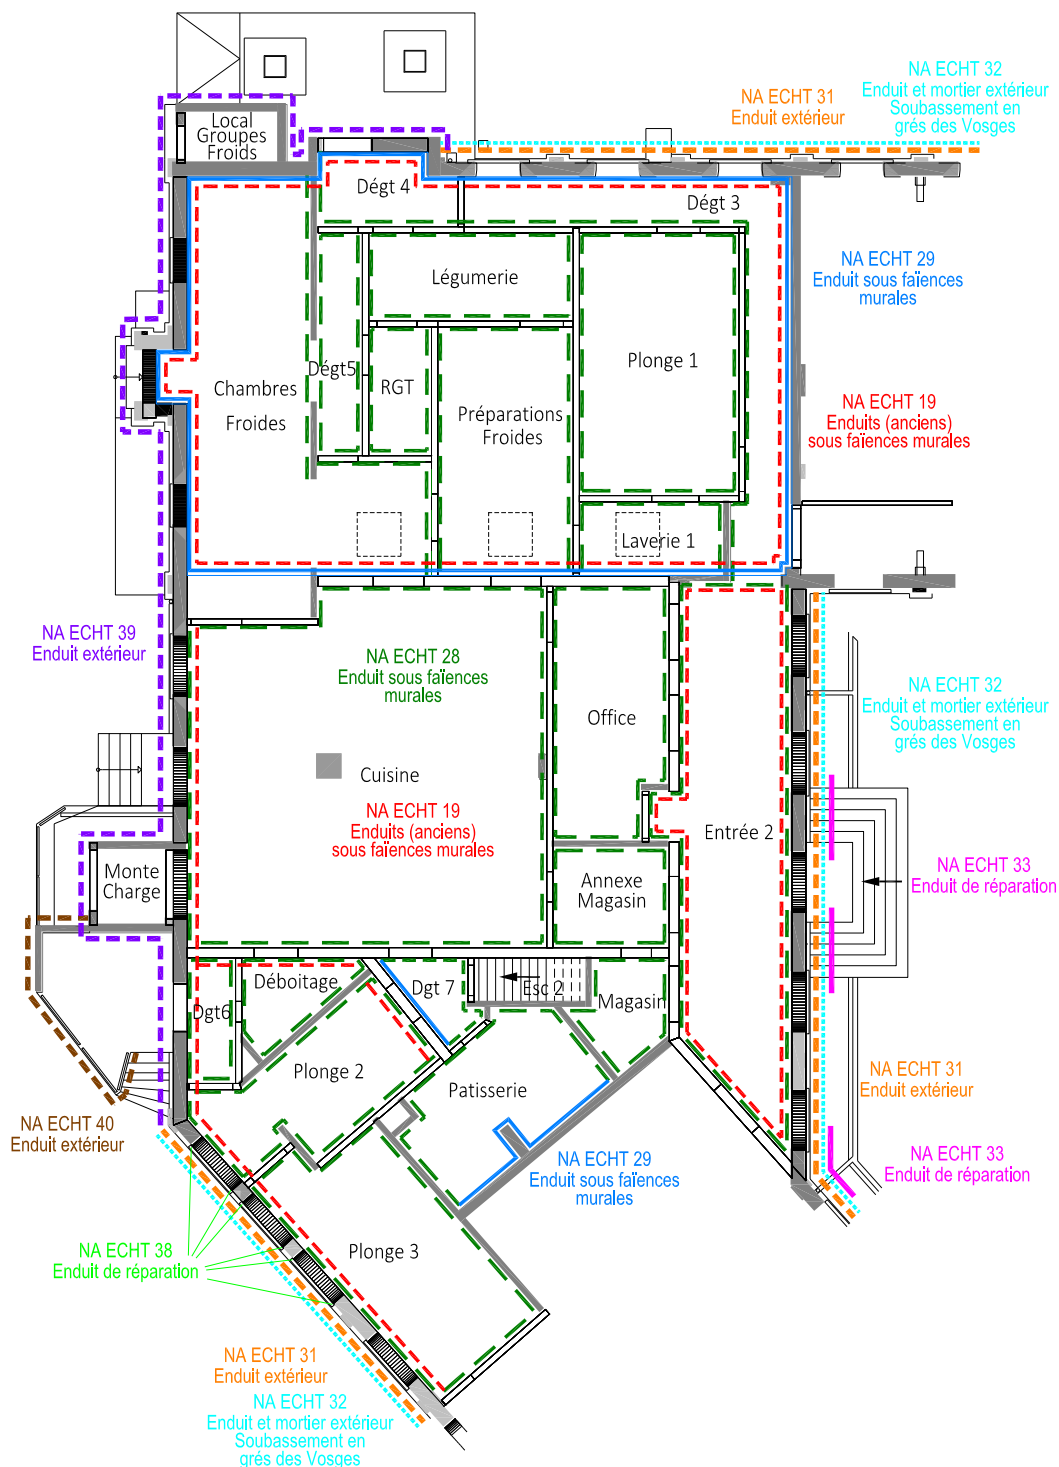 NA ECHT 32
Enduit et mortier extérieur
Soubassement en
grés des Vosges
NA ECHT 31
Enduit extérieur
Local
Groupes
Froids
Dégt 4
Dégt 3
NA ECHT 29
Enduit sous faïences
murales
Légumerie
Plonge 1
Dégt5
RGT
Chambres
Froides
Préparations
Froides
NA ECHT 19
Enduits (anciens)
sous faïences murales
Laverie 1
NA ECHT 39
Enduit extérieur
NA ECHT 28
Enduit sous faïences
murales
NA ECHT 32
Enduit et mortier extérieur
Soubassement en
grés des Vosges
Office
Cuisine
NA ECHT 19
Enduits (anciens)
sous faïences murales
Entrée 2
Monte
Charge
Annexe
Magasin
NA ECHT 33
Enduit de réparation
Déboitage
Dgt 7
Esc 2
Magasin
Dgt6
Plonge 2
Patisserie
NA ECHT 31
Enduit extérieur
NA ECHT 40
Enduit extérieur
NA ECHT 29
Enduit sous faïences
murales
NA ECHT 33
Enduit de réparation
NA ECHT 38
Enduit de réparation
Plonge 3
NA ECHT 31
Enduit extérieur
NA ECHT 32
Enduit et mortier extérieur
Soubassement en
grés des Vosges